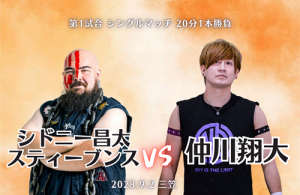 第1試合 シングルマッチ 20分1本勝負
シドニー昌太
スティーブンス
VS
仲川翔大
SKY IS THE LIMIT
2024.9.2 三笠